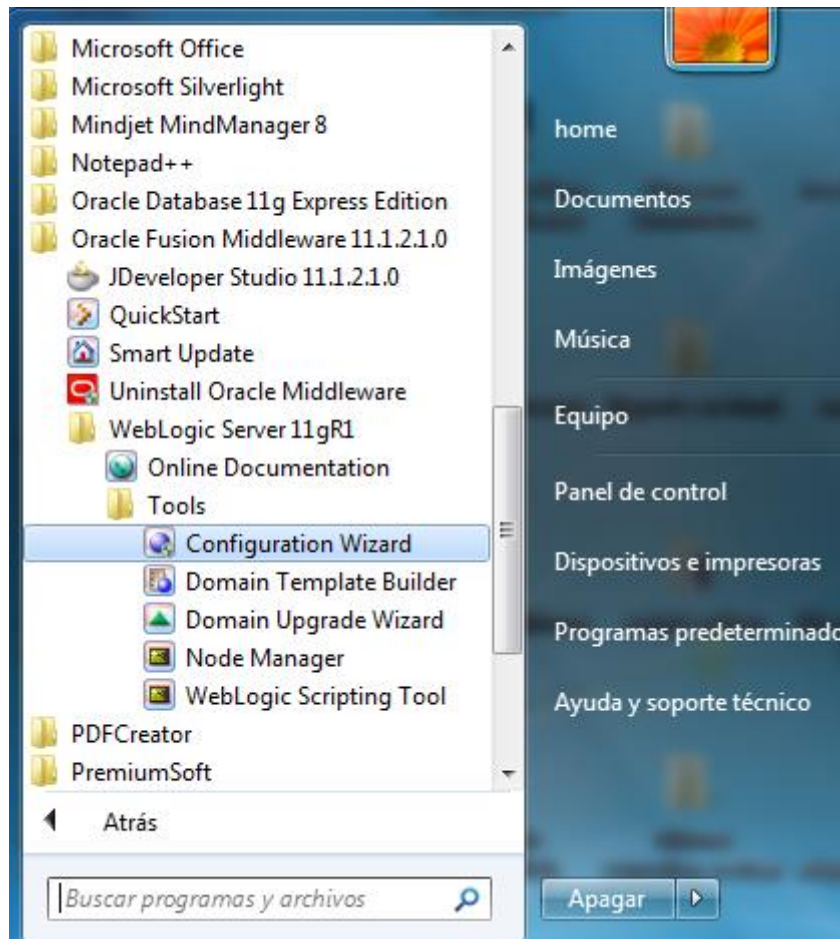 Microsoft Office
Microsoft Silverlight
Mindjet MindManager 8
Notepad++
Oracle Database 11g Express Edition
Oracle Fusion Middleware 11.1.2.1.0
JDeveloper Studio 11.1.2.1.0
QuickStart
Smart Update
Uninstall Oracle Middleware
WebLogic Server 11gR1
Online Documentation
Tools
Configuration Wizard
Domain Template Builder
Domain Upgrade Wizard
Node Manager
WebLogic Scripting Tool
PDFCreator
PremiumSoft
Atrás
Buscar programas y archivos
home
Documentos
Imágenes
Música
Equipo
Panel de control
Dispositivos e impresoras
Programas predeterminado
Ayuda y soporte técnico
Apagar